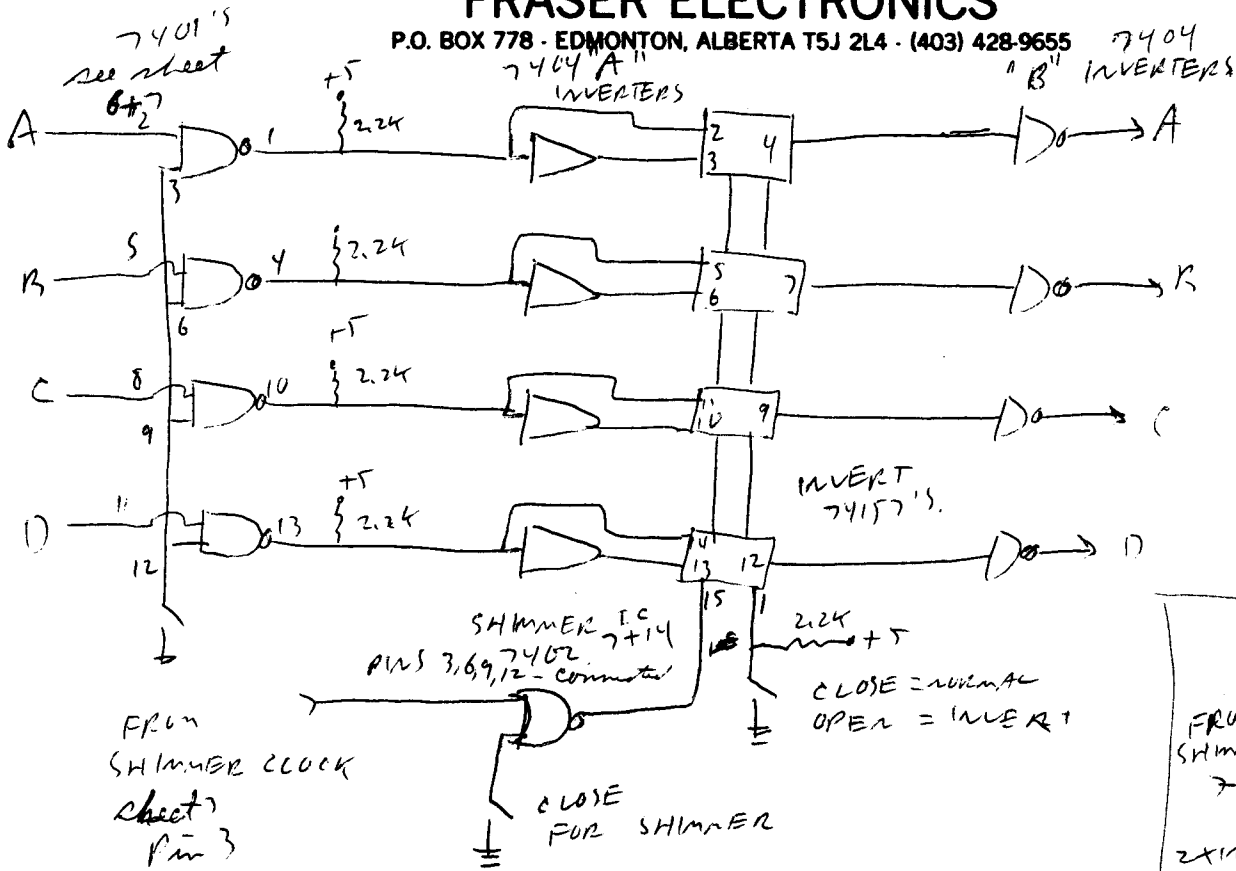 FRASER ELECTRONICS
P.O. BOX 778 - EDMONTON, ALBERTA T5J 2L4 - (403) 428-9655
7401's
see sheet
6+7
7404 "A"
INVERTERS
"B" 7404
INVERTERS
A 2 3 1 +5 2.2K 2 3 4 A
B 5 6 4 2.2K 5 6 7 B
C 8 9 10 +5 2.2K 11 10 9 C
INVERT
74157's.
D 11 12 13 +5 2.2K 14 13 12 D
15 1
2.2K +5
SHIMMER I.C
7402 7+14
PINS 3,6,9,12 - connected
CLOSE = NORMAL
OPEN = INVERT
FROM
SHIMMER CLOCK
sheet 7
Pin 3
CLOSE
FOR SHIMMER